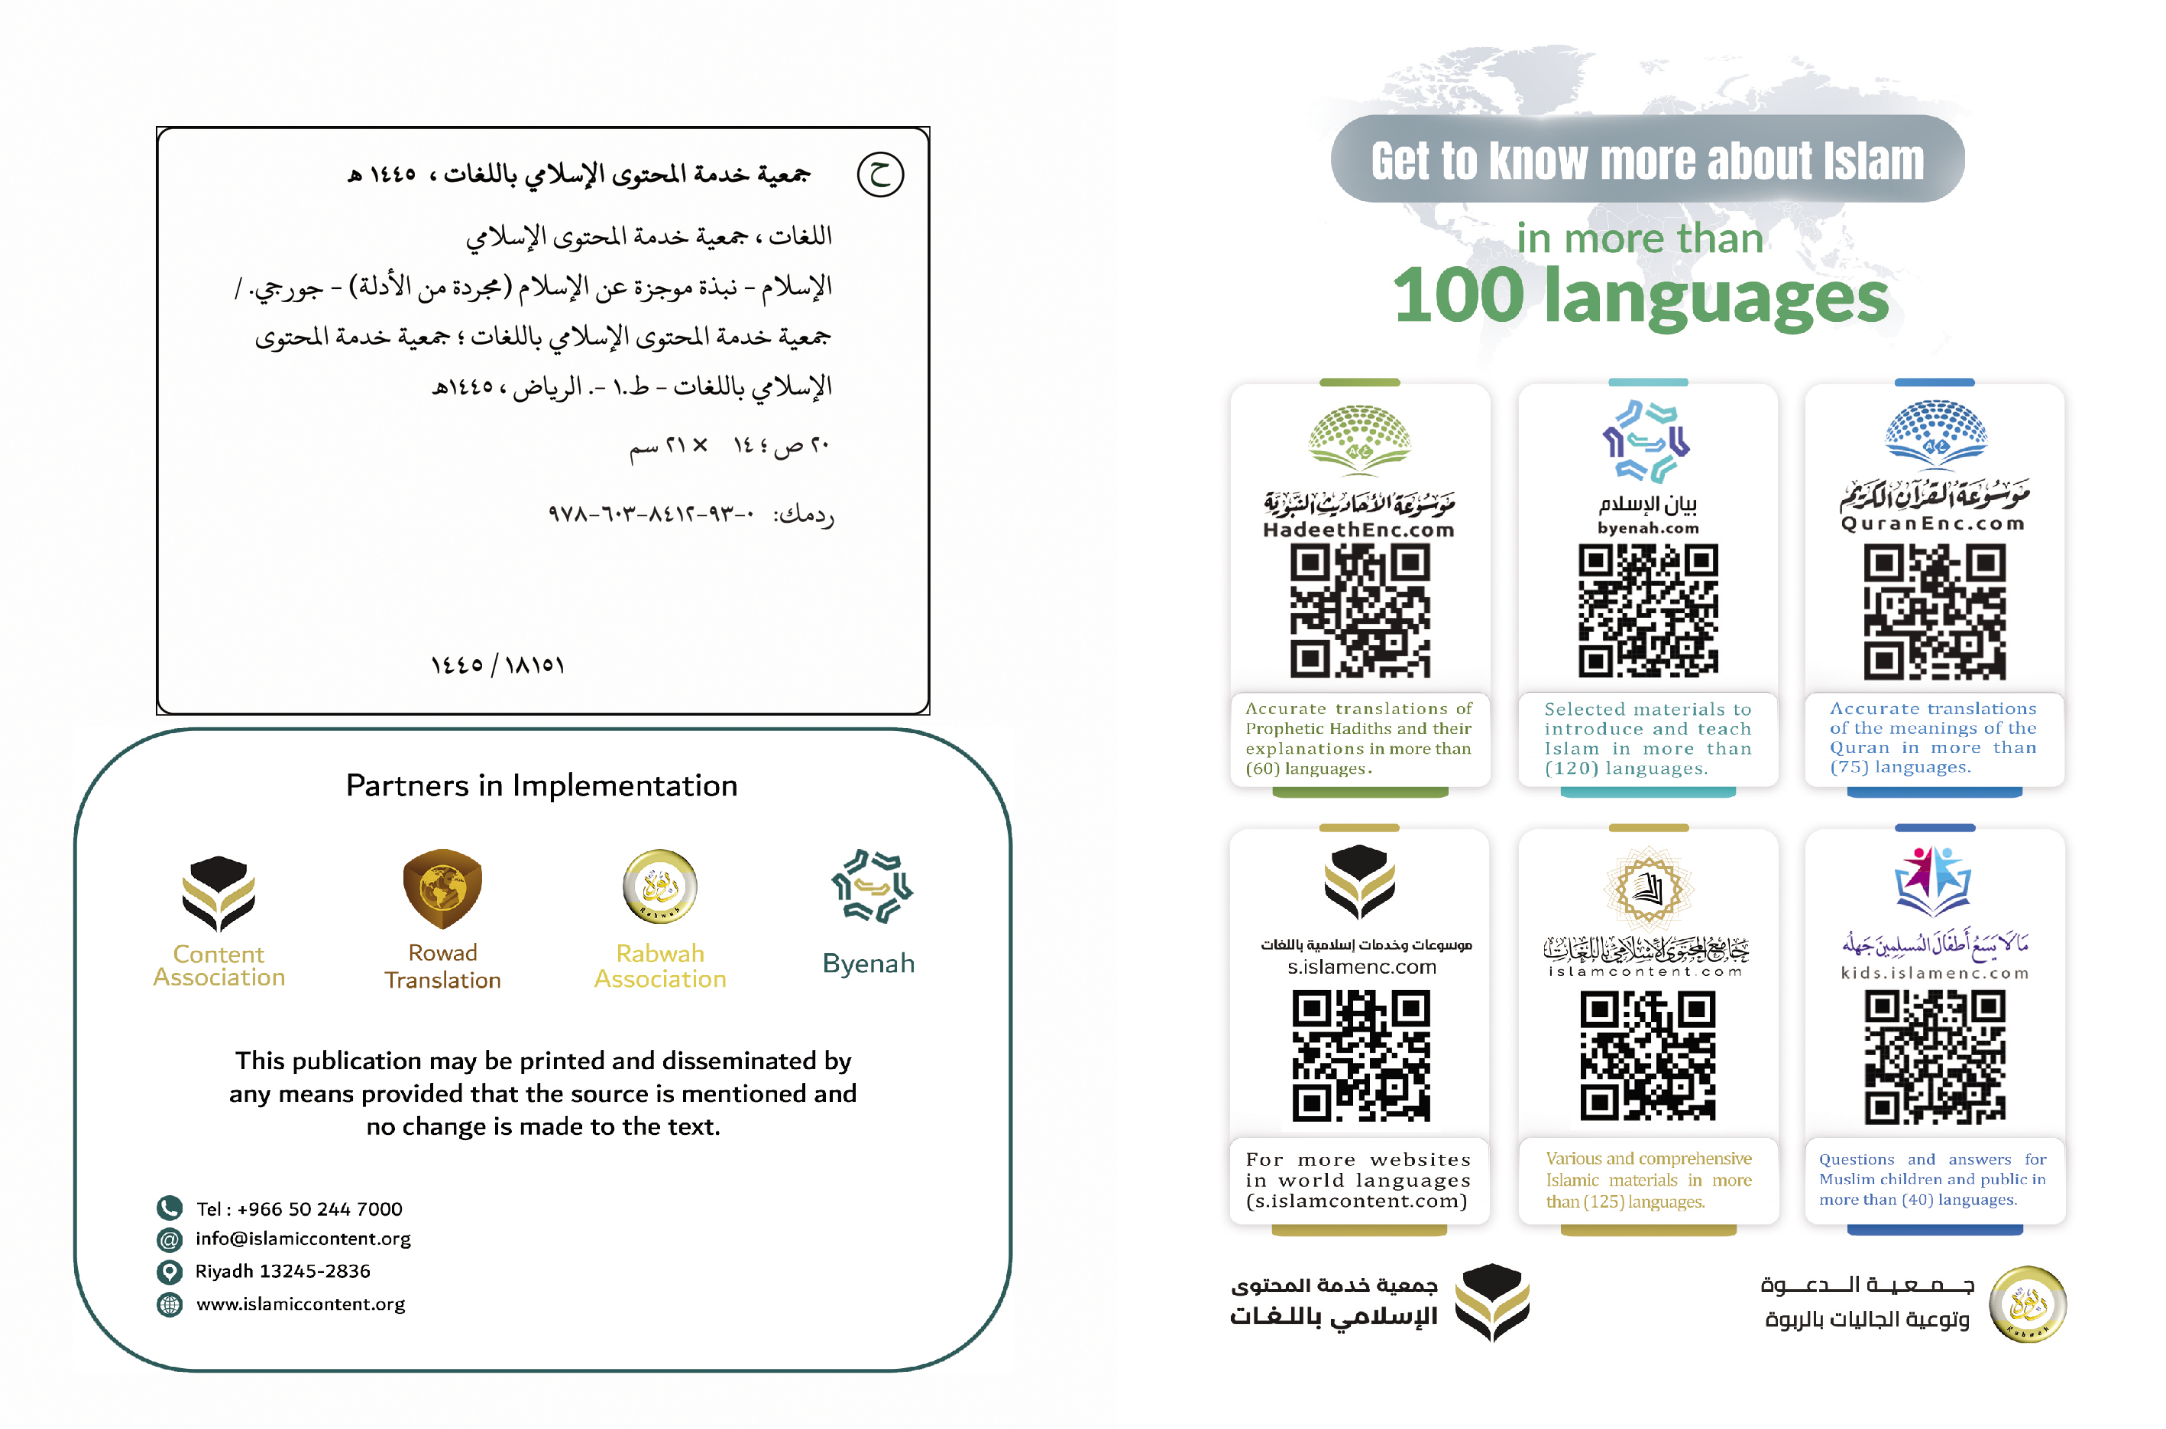 ح
جمعية خدمة المحتوى الإسلامي باللغات ، ١٤٤٥ هـ
اللغات ، جمعية خدمة المحتوى الإسلامي
الإسلام – نبذة موجزة عن الإسلام (مجردة من الأدلة) – جورجي. /
جمعية خدمة المحتوى الإسلامي باللغات ؛ جمعية خدمة المحتوى
الإسلامي باللغات – ط.١ –. الرياض ، ١٤٤٥هـ
٢٠ ص ؛ ١٤ × ٢١ سم
ردمك: ٠-٩٣-٨٤١٢-٦٠٣-٩٧٨
١٤٤٥ / ١٨١٥١
Partners in Implementation
Content
Association
Rowad
Translation
Rabwah
Association
Byenah
This publication may be printed and disseminated by
any means provided that the source is mentioned and
no change is made to the text.
Tel : +966 50 244 7000
info@islamiccontent.org
Riyadh 13245-2836
www.islamiccontent.org
Get to know more about Islam
in more than
100 languages
موسوعة الأحاديث النبوية
HadeethEnc.com
Accurate translations of
Prophetic Hadiths and their
explanations in more than
(60) languages.
بيان الإسلام
byenah.com
Selected materials to
introduce and teach
Islam in more than
(120) languages.
موسوعة القرآن الكريم
QuranEnc.com
Accurate translations
of the meanings of the
Quran in more than
(75) languages.
موسوعات وخدمات إسلامية باللغات
s.islamenc.com
For more websites
in world languages
(s.islamcontent.com)
جامع المحتوى الإسلامي باللغات
islamcontent.com
Various and comprehensive
Islamic materials in more
than (125) languages.
مَا لَا يَسَعُ أَطْفَالَ المُسْلِمِينَ جَهْلُه
kids.islamenc.com
Questions and answers for
Muslim children and public in
more than (40) languages.
جمعية خدمة المحتوى
الإسلامي باللغات
جـمـعـيـة الـدعـوة
وتوعية الجاليات بالربوة
Rabwah